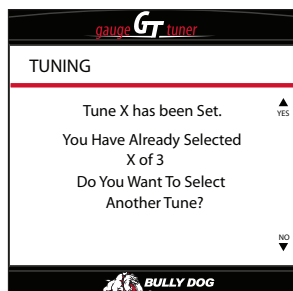 gauge GT tuner
TUNING
Tune X has been Set.
YES
You Have Already Selected
X of 3
Do You Want To Select
Another Tune?
NO
BULLY DOG